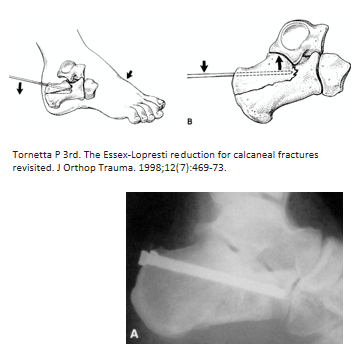 B
Tornetta P 3rd. The Essex-Lopresti reduction for calcaneal fractures
revisited. J Orthop Trauma. 1998;12(7):469-73.
A